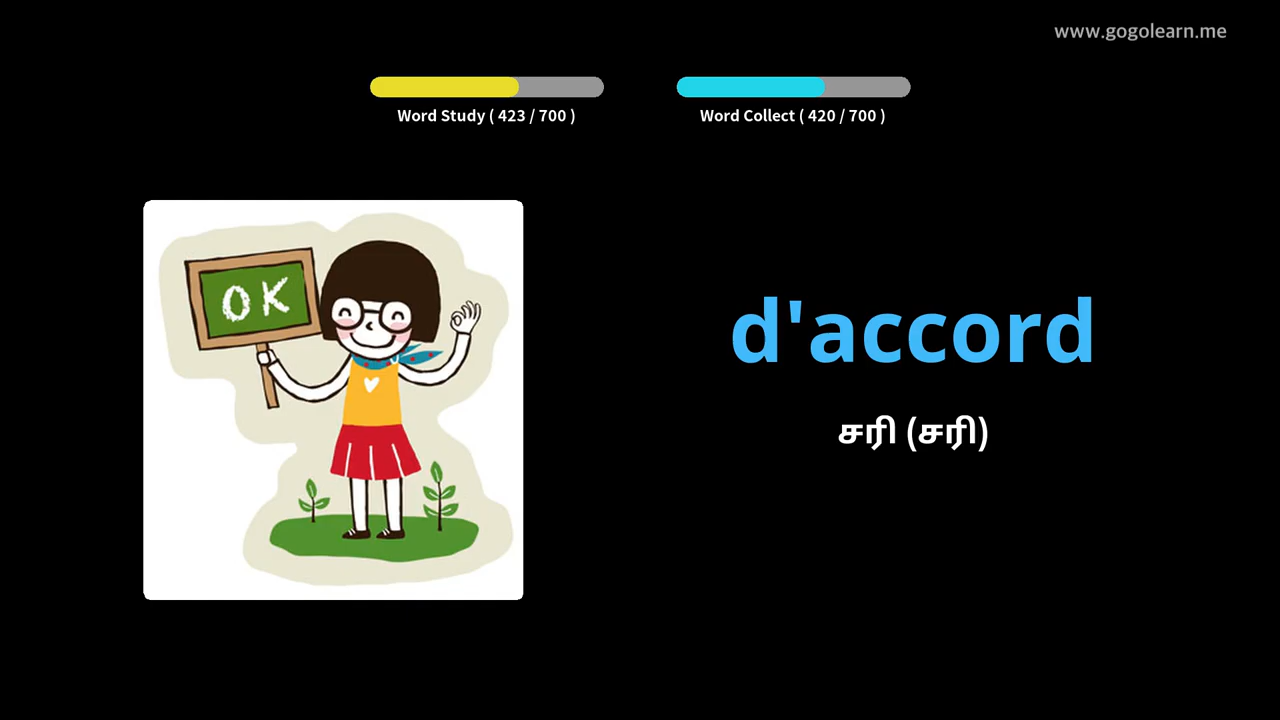 www.gogolearn.me
Word Study ( 423 / 700 )
Word Collect ( 420 / 700 )
OK
d'accord
சரி (சரி)